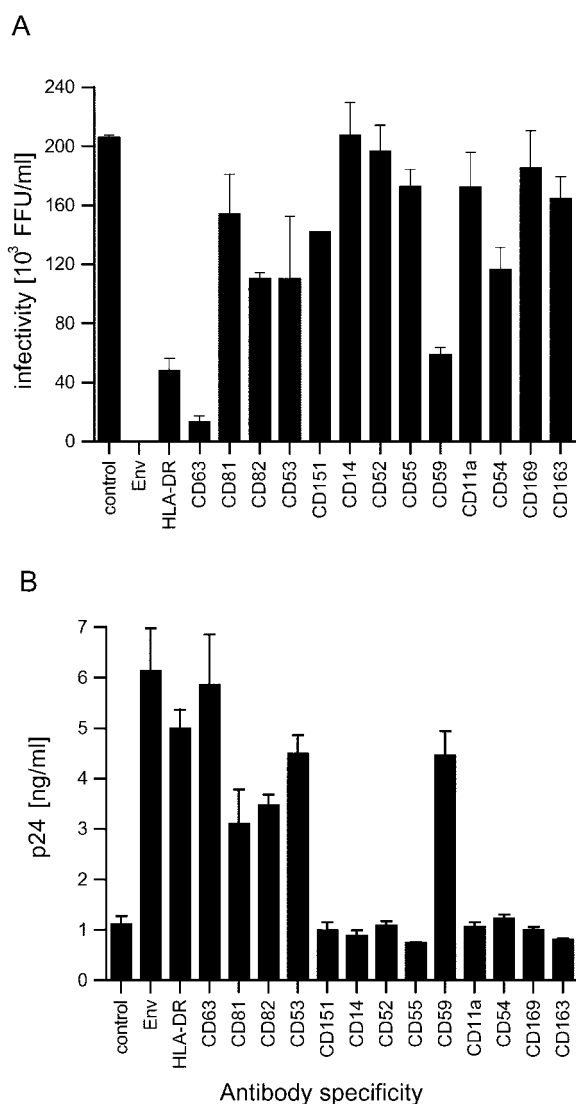 A
infectivity [10³ FFU/ml]
240
200
160
120
80
40
0
control
Env
HLA-DR
CD63
CD81
CD82
CD53
CD151
CD14
CD52
CD55
CD59
CD11a
CD54
CD169
CD163
B
p24 [ng/ml]
7
6
5
4
3
2
1
0
control
Env
HLA-DR
CD63
CD81
CD82
CD53
CD151
CD14
CD52
CD55
CD59
CD11a
CD54
CD169
CD163
Antibody specificity